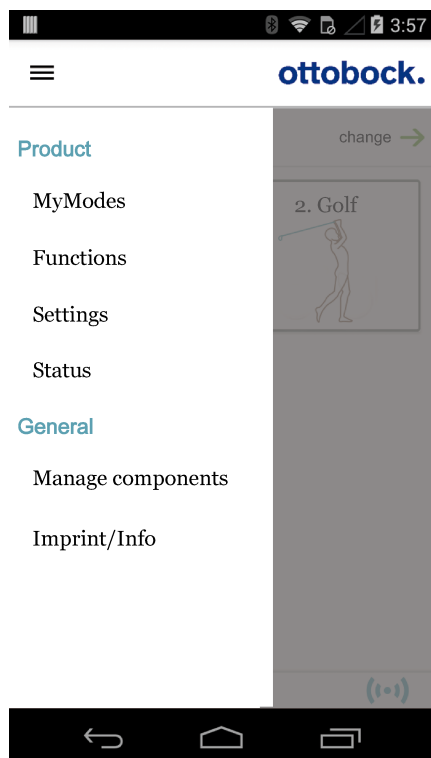 3:57
ottobock.
Product
change
MyModes
2. Golf
Functions
Settings
Status
General
Manage components
Imprint/Info